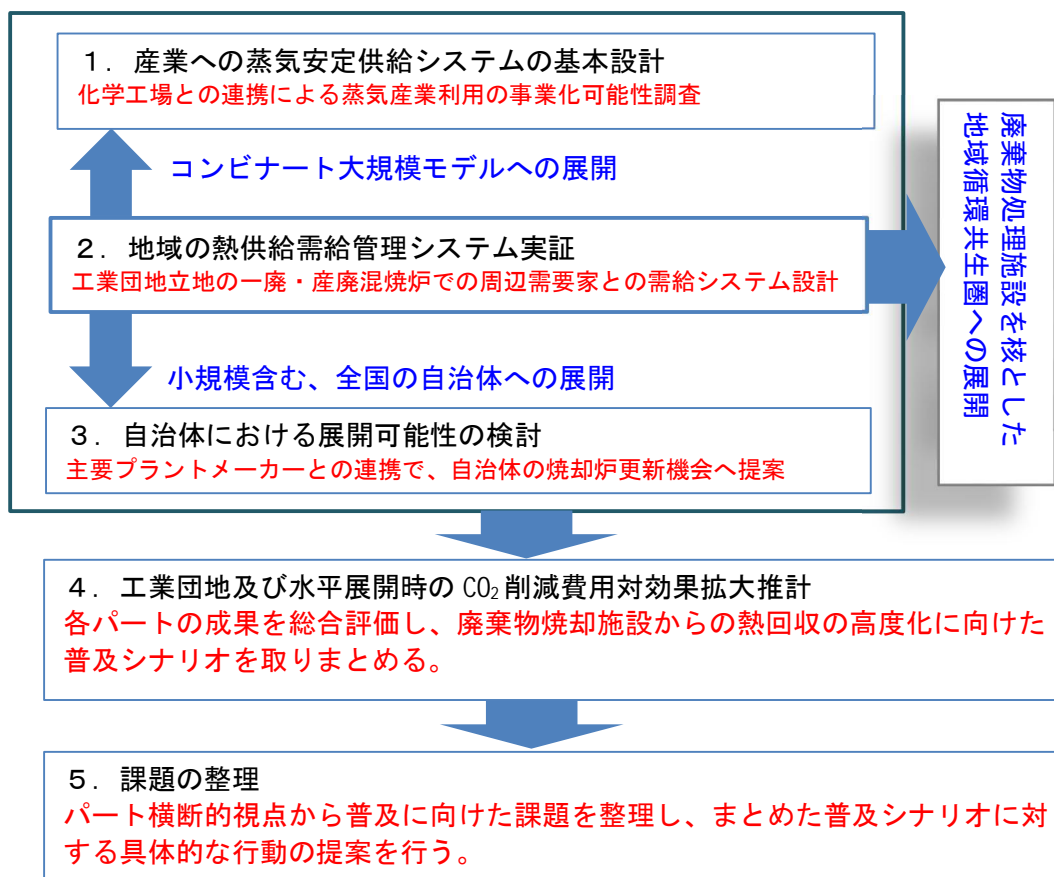 1．産業への蒸気安定供給システムの基本設計
化学工場との連携による蒸気産業利用の事業化可能性調査
コンビナート大規模モデルへの展開
2．地域の熱供給需給管理システム実証
工業団地立地の一廃・産廃混焼炉での周辺需要家との需給システム設計
小規模含む、全国の自治体への展開
3．自治体における展開可能性の検討
主要プラントメーカーとの連携で、自治体の焼却炉更新機会へ提案
廃棄物処理施設を核とした
地域循環共生圏への展開
4．工業団地及び水平展開時の CO₂ 削減費用対効果拡大推計
各パートの成果を総合評価し、廃棄物焼却施設からの熱回収の高度化に向けた
普及シナリオを取りまとめる。
5．課題の整理
パート横断的視点から普及に向けた課題を整理し、まとめた普及シナリオに対
する具体的な行動の提案を行う。